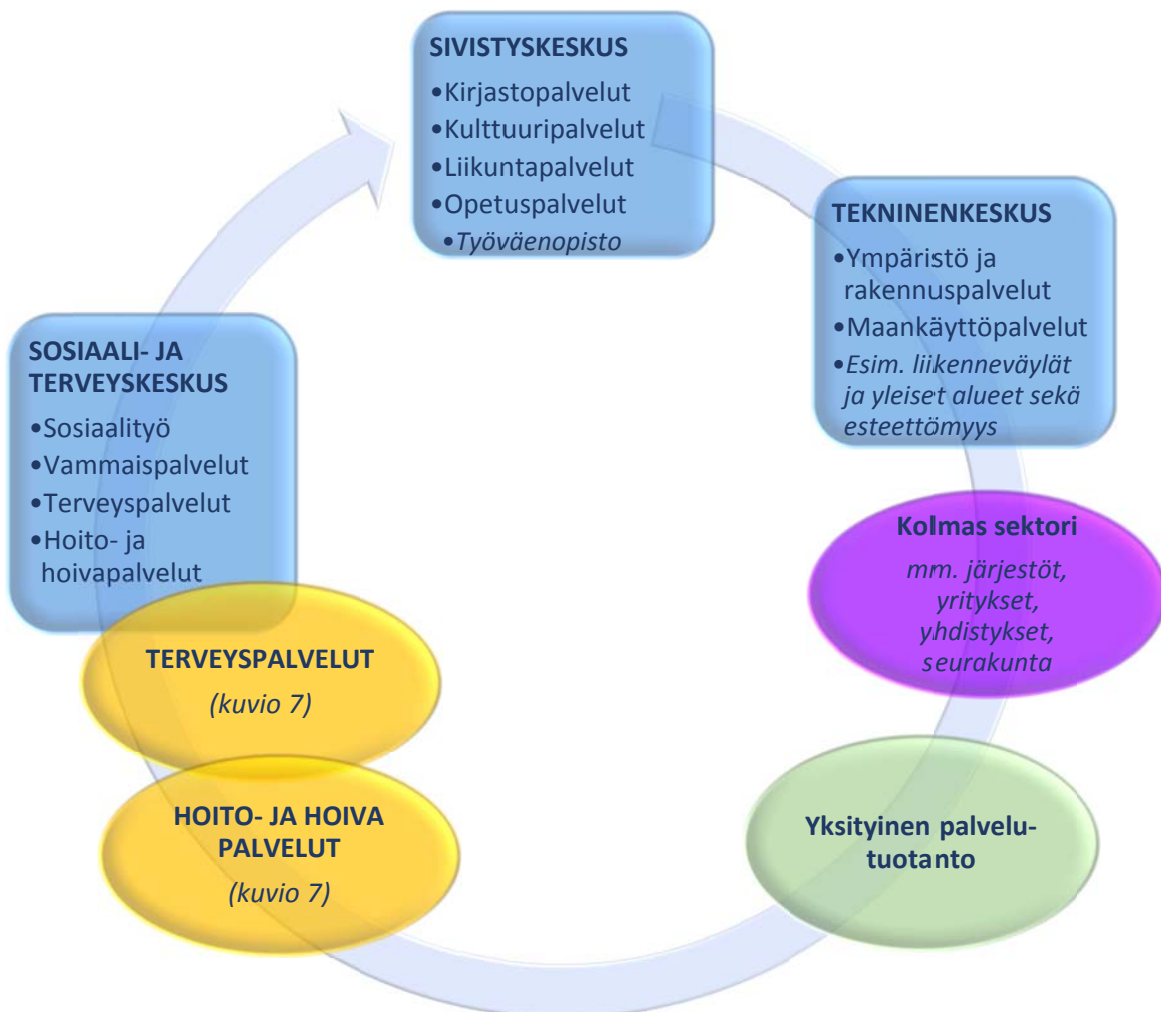 SIVISTYSKESKUS
•Kirjastopalvelut
•Kulttuuripalvelut
•Liikuntapalvelut
•Opetuspalvelut
•Työväenopisto
TEKNINENKESKUS
•Ympäristö ja
rakennuspalvelut
•Maankäyttöpalvelut
•Esim. liikenneväylät
ja yleiset alueet sekä
esteettömyys
Kolmas sektori
mm. järjestöt,
yritykset,
yhdistykset,
seurakunta
Yksityinen palvelu-
tuotanto
HOITO- JA HOIVA
PALVELUT
(kuvio 7)
TERVEYSPALVELUT
(kuvio 7)
SOSIAALI- JA
TERVEYSKESKUS
•Sosiaalityö
•Vammaispalvelut
•Terveyspalvelut
•Hoito- ja
hoivapalvelut